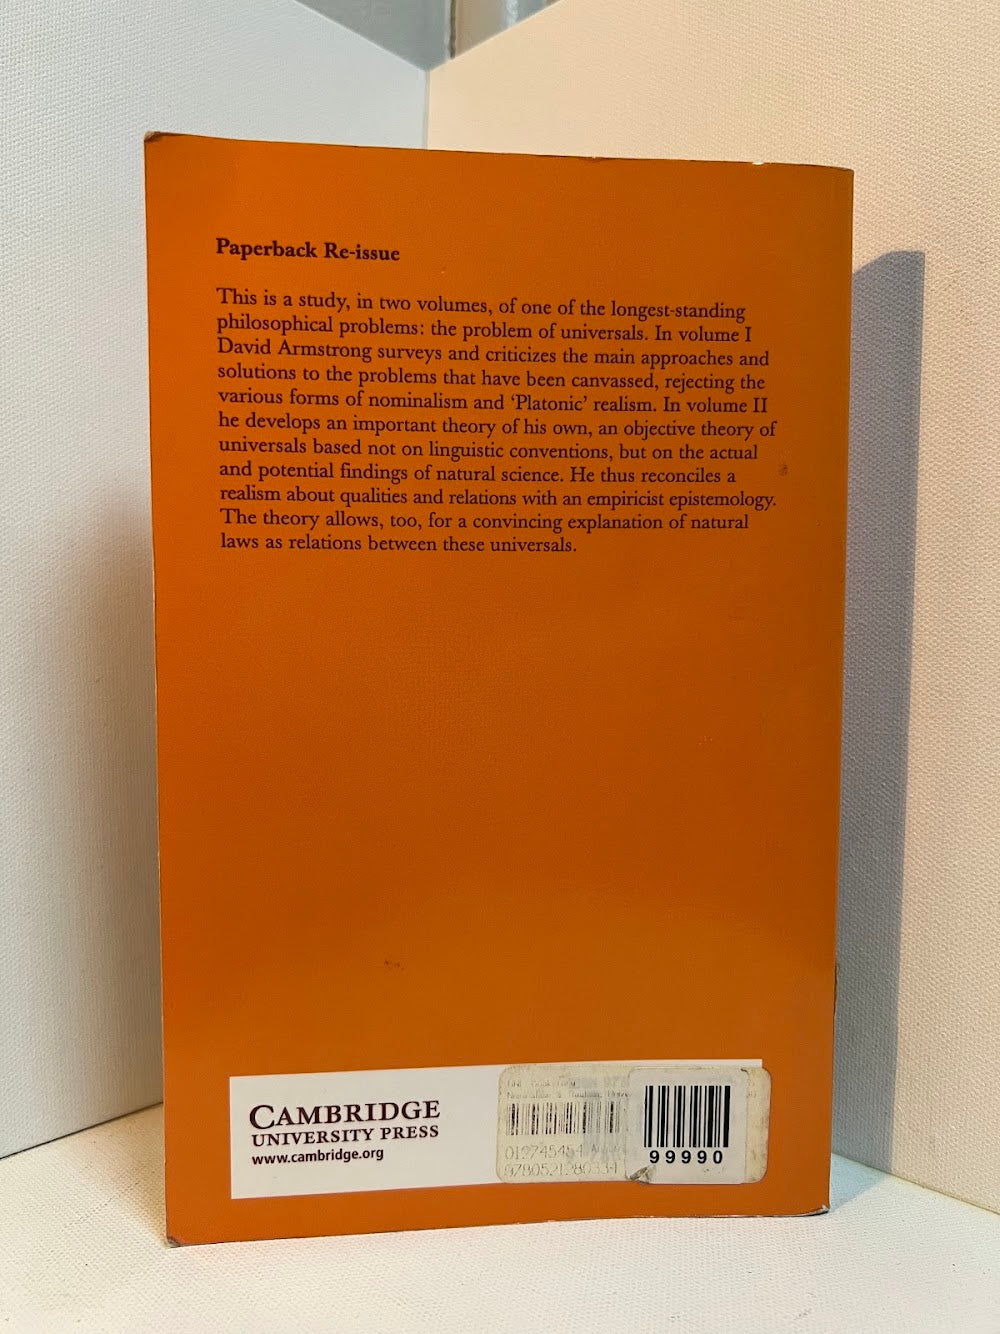 Paperback Re-issue
This is a study, in two volumes, of one of the longest-standing
philosophical problems: the problem of universals. In volume I
David Armstrong surveys and criticizes the main approaches and
solutions to the problems that have been canvassed, rejecting the
various forms of nominalism and ‘Platonic’ realism. In volume II
he develops an important theory of his own, an objective theory of
universals based not on linguistic conventions, but on the actual
and potential findings of natural science. He thus reconciles a
realism about qualities and relations with an empiricist epistemology.
The theory allows, too, for a convincing explanation of natural
laws as relations between these universals.
CAMBRIDGE
UNIVERSITY PRESS
www.cambridge.org
012745454
9780521280334
99990